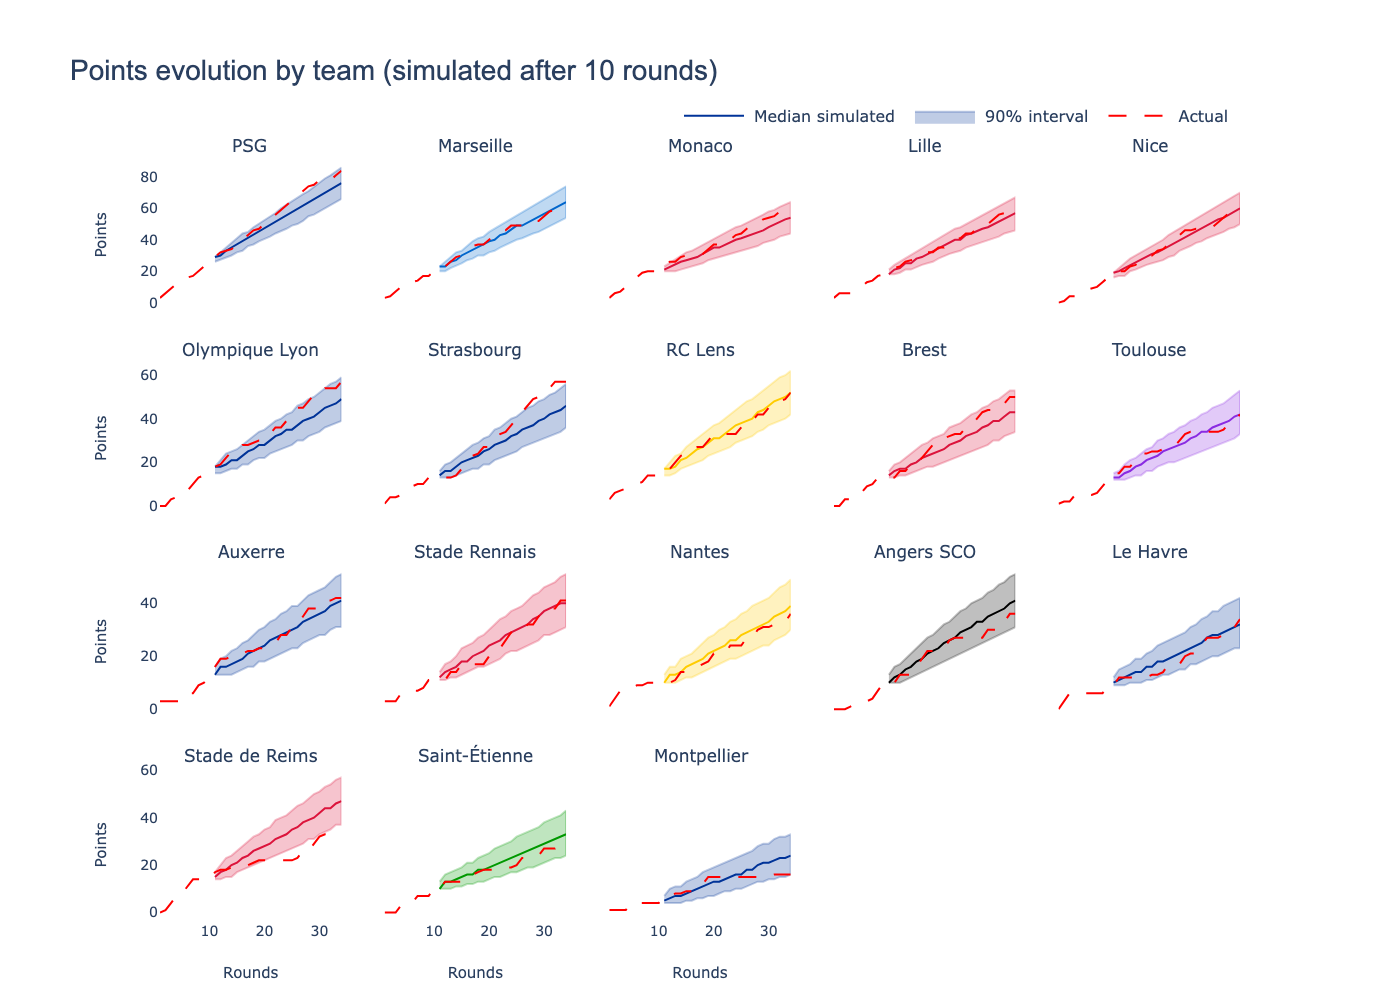 Points evolution by team (simulated after 10 rounds)
Median simulated 90% interval Actual
PSG Marseille Monaco Lille Nice
80
60
40
20
0
Points
Olympique Lyon Strasbourg RC Lens Brest Toulouse
60
40
20
0
Points
Auxerre Stade Rennais Nantes Angers SCO Le Havre
40
20
0
Points
Stade de Reims Saint-Étienne Montpellier
60
40
20
0
Points
10 20 30 10 20 30 10 20 30
Rounds Rounds Rounds